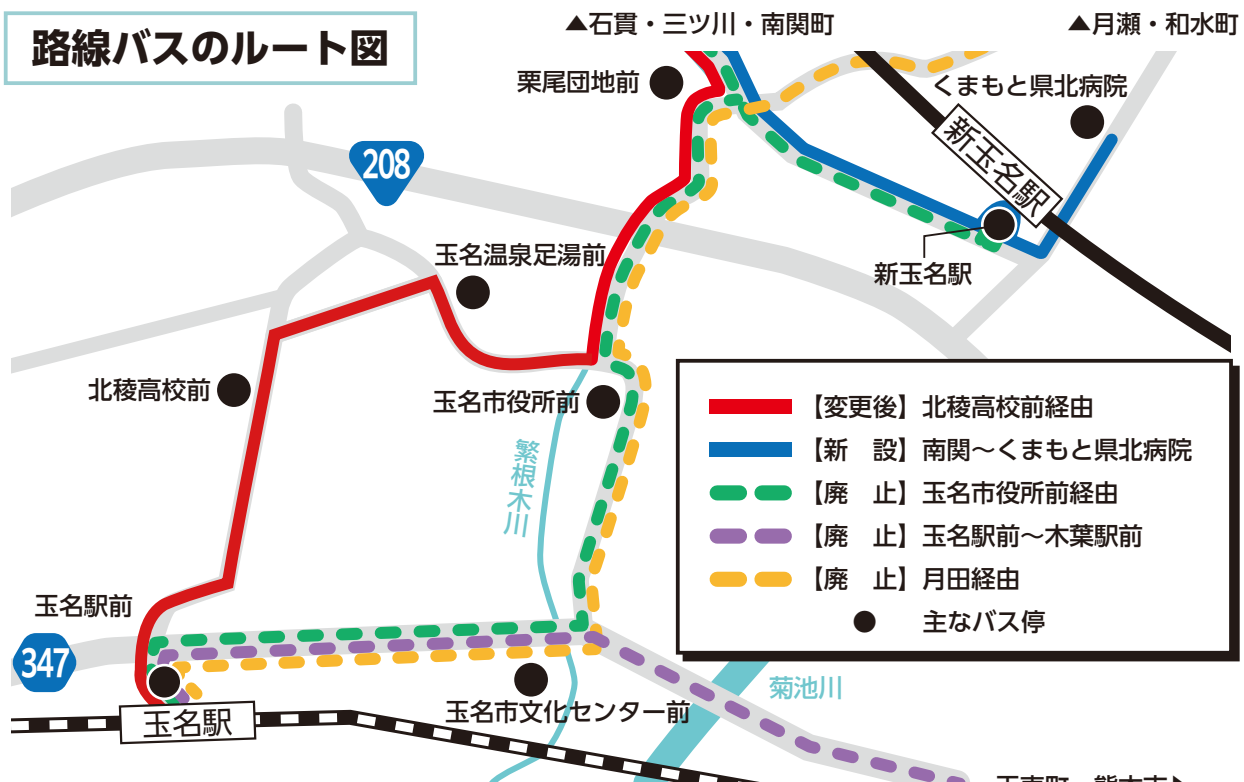 路線バスのルート図
▲石貫・三ツ川・南関町
▲月瀬・和水町
栗尾団地前
くまもと県北病院
新玉名駅
208
玉名温泉足湯前
新玉名駅
北稜高校前
玉名市役所前
繁根木川
【変更後】北稜高校前経由
【新　設】南関~くまもと県北病院
【廃　止】玉名市役所前経由
【廃　止】玉名駅前~木葉駅前
【廃　止】月田経由
主なバス停
玉名駅前
347
玉名駅
玉名市文化センター前
菊池川